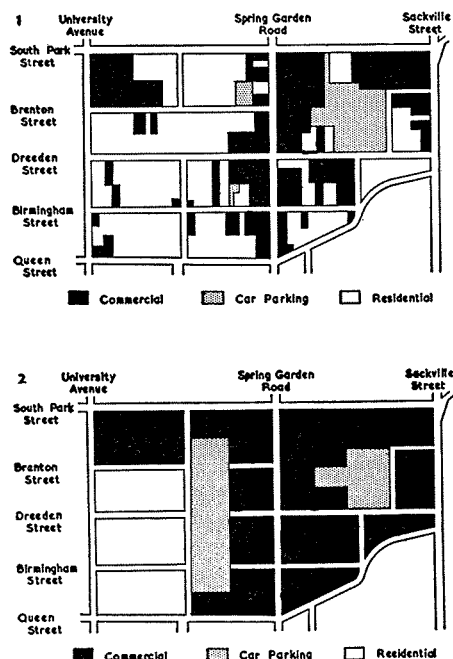 1
University
Avenue
Spring Garden
Road
Sackville
Street
South Park
Street
Brenton
Street
Dresden
Street
Birmingham
Street
Queen
Street
Commercial
Car Parking
Residential
2
University
Avenue
Spring Garden
Road
Sackville
Street
South Park
Street
Brenton
Street
Dresden
Street
Birmingham
Street
Queen
Street
Commercial
Car Parking
Residential